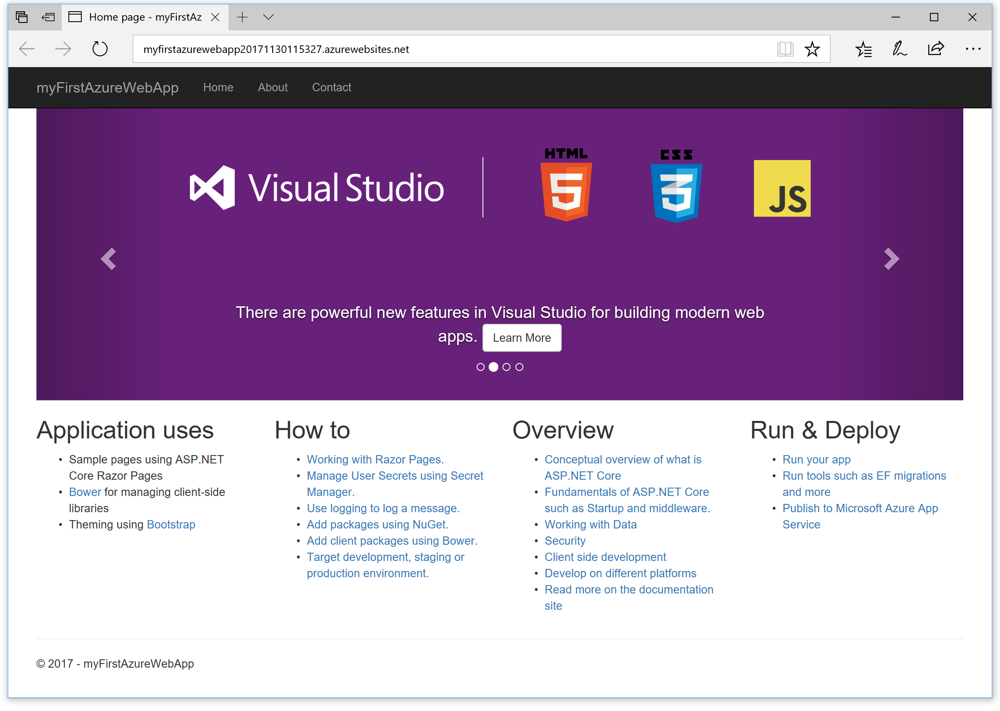 Home page - myFirstAz
myfirstazurewebapp20171130115327.azurewebsites.net
myFirstAzureWebApp Home About Contact
Visual Studio
HTML
5
CSS
3
JS
There are powerful new features in Visual Studio for building modern web
apps. Learn More
Application uses
• Sample pages using ASP.NET
Core Razor Pages
• Bower for managing client-side
libraries
• Theming using Bootstrap
How to
• Working with Razor Pages.
• Manage User Secrets using Secret
Manager.
• Use logging to log a message.
• Add packages using NuGet.
• Add client packages using Bower.
• Target development, staging or
production environment.
Overview
• Conceptual overview of what is
ASP.NET Core
• Fundamentals of ASP.NET Core
such as Startup and middleware.
• Working with Data
• Security
• Client side development
• Develop on different platforms
• Read more on the documentation
site
Run & Deploy
• Run your app
• Run tools such as EF migrations
and more
• Publish to Microsoft Azure App
Service
© 2017 - myFirstAzureWebApp